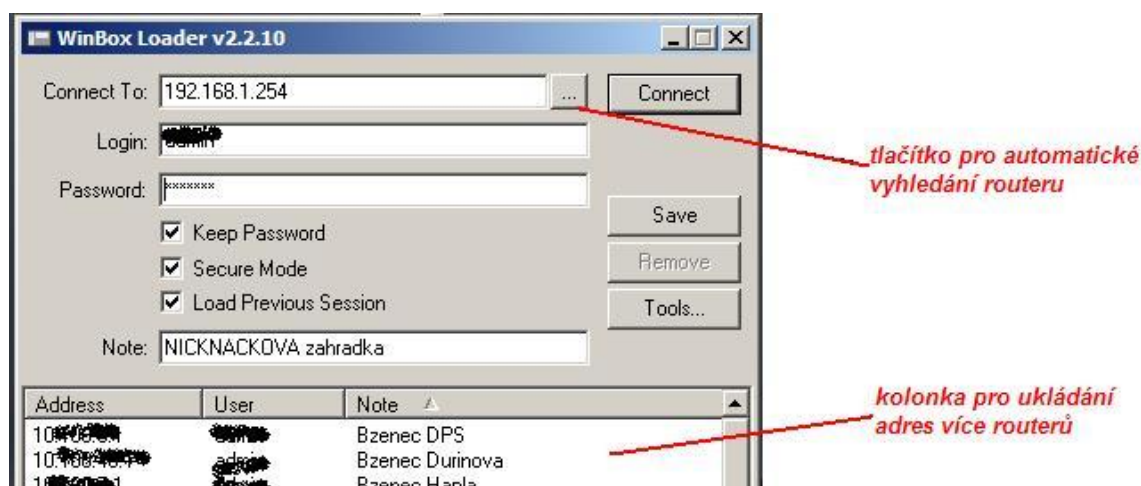 WinBox Loader v2.2.10
Connect To: 192.168.1.254 ... Connect
Login:
tlačítko pro automatické
vyhledání routeru
Password: *******
Save
Keep Password
Remove
Secure Mode
Load Previous Session
Tools...
Note: NICKNACKOVA zahradka
kolonka pro ukládání
adres více routerů
Address User Note
Bzenec DPS
Bzenec Durinova
Bzenec Hapla